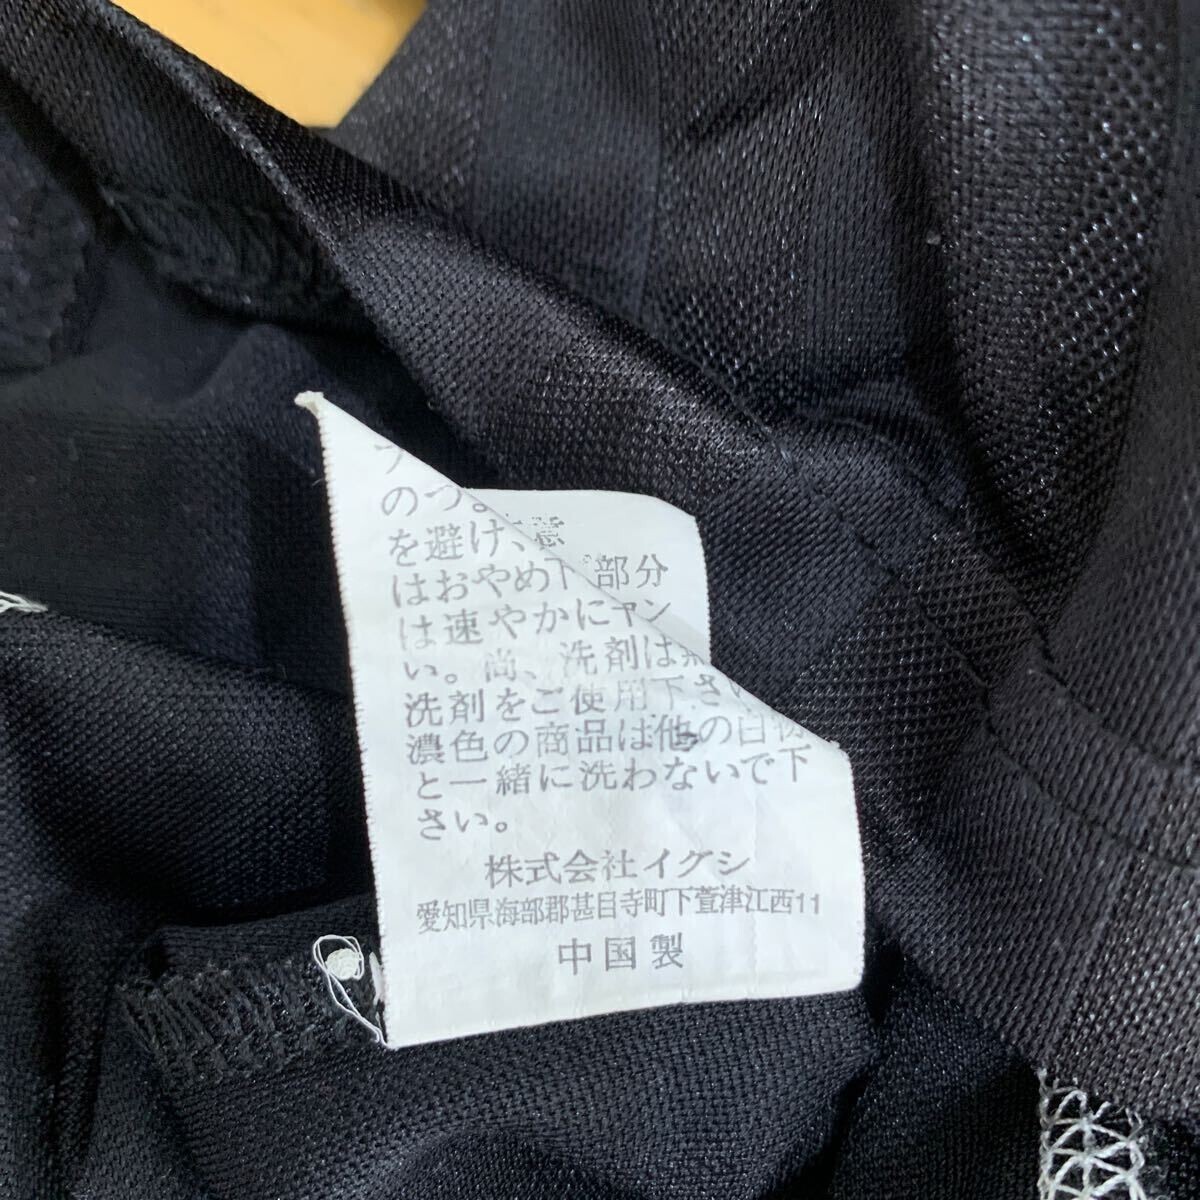 のつ
を避け、
はおやめ下 部分
は速やかに
い。尚、洗剤は
洗剤をご使用下さい
濃色の商品は他の白物
と一緒に洗わないで下
さい。
株式会社イグシ
愛知県海部郡甚目寺町下萱津江西11
中国製